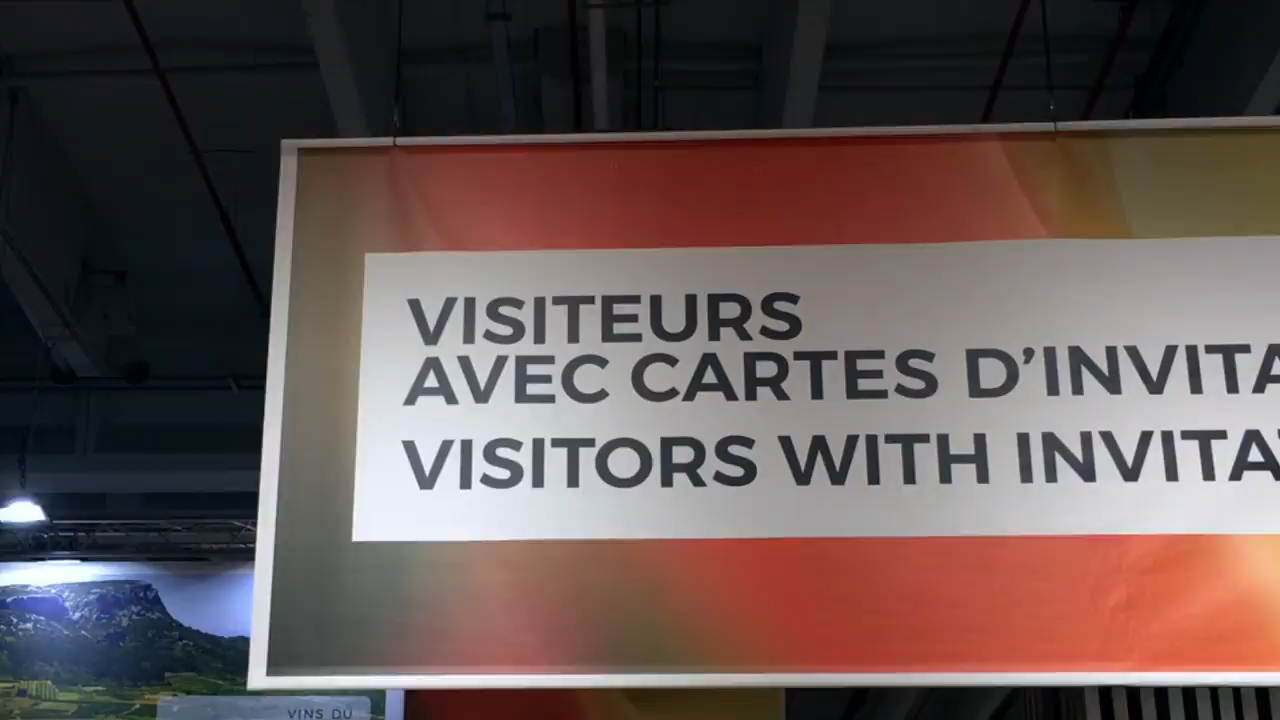 VISITEURS
AVEC CARTES D'INVITA
VISITORS WITH INVITA
VINS DU